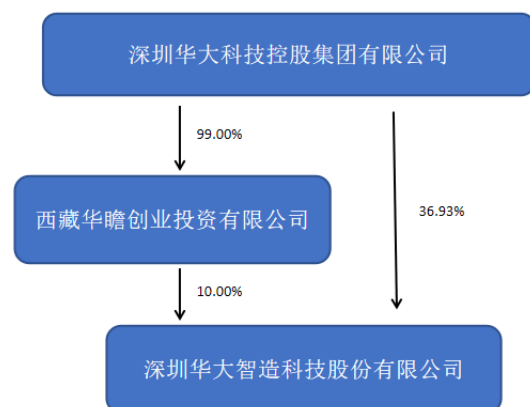 深圳华大科技控股集团有限公司
99.00%
西藏华瞻创业投资有限公司
36.93%
10.00%
深圳华大智造科技股份有限公司